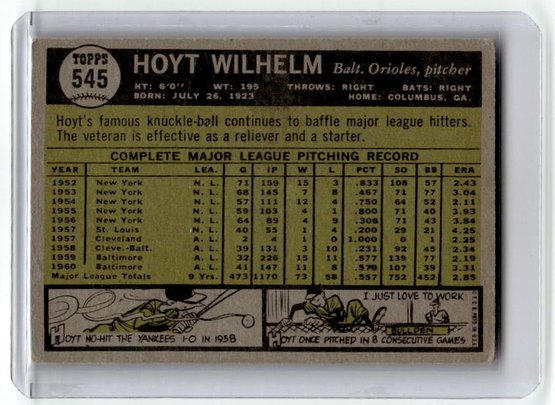 TOPPS
545
HOYT WILHELM Balt. Orioles, pitcher
HT: 6'0" WT: 195 THROWS: RIGHT BATS: RIGHT
BORN: JULY 26, 1923 HOME: COLUMBUS, GA.
Hoyt's famous knuckle-ball continues to baffle major league hitters.
The veteran is effective as a reliever and a starter.
COMPLETE MAJOR LEAGUE PITCHING RECORD
YEAR TEAM LEA. G IP W L PCT SO BB ERA
1952 New York N. L. 71 159 15 3 .833 108 57 2.43
1953 New York N. L. 68 145 7 8 .467 71 77 3.04
1954 New York N. L. 57 111 12 4 .750 64 52 2.11
1955 New York N. L. 59 103 4 1 .800 71 40 3.93
1956 New York N. L. 64 89 4 9 .308 71 43 3.84
1957 St. Louis N. L. 40 55 1 4 .200 29 21 4.25
1957 Cleveland A. L. 2 4 1 0 1.000 0 1 2.25
1958 Cleve.-Balt. A. L. 39 131 3 10 .231 92 45 2.34
1959 Baltimore A. L. 32 226 15 11 .577 139 77 2.19
1960 Baltimore A. L. 41 147 11 8 .579 107 39 3.31
Major League Totals 9 Yrs. 473 1170 73 58 .557 752 452 2.85
HOYT NO-HIT THE YANKEES 1-0 IN 1958
I JUST LOVE TO WORK
BULLPEN
HOYT ONCE PITCHED IN 8 CONSECUTIVE GAMES